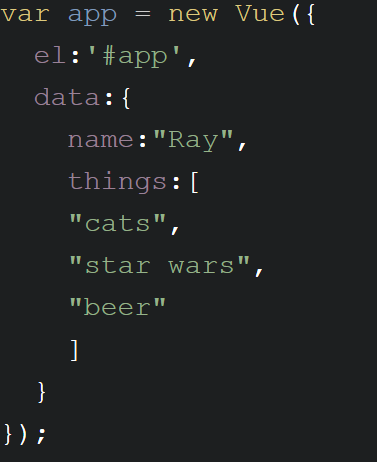 var app = new Vue({
  el:'#app',
  data:{
    name:"Ray",
    things:[
    "cats",
    "star wars",
    "beer"
    ]
  }
});